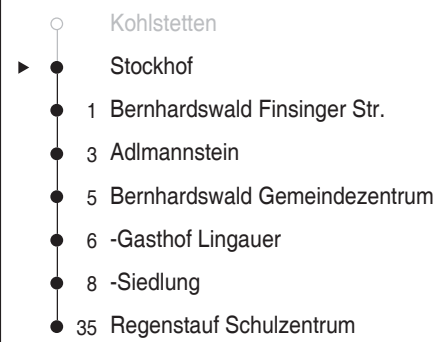 Kohlstetten
Stockhof
1 Bernhardswald Finsinger Str.
3 Adlmannstein
5 Bernhardswald Gemeindezentrum
6 -Gasthof Lingauer
8 -Siedlung
35 Regenstauf Schulzentrum